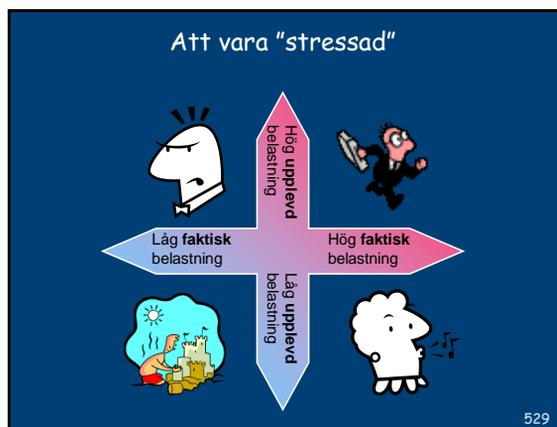 Att vara ”stressad”
Hög upplevd
belastning
Låg faktisk
belastning
Hög faktisk
belastning
Låg upplevd
belastning
529